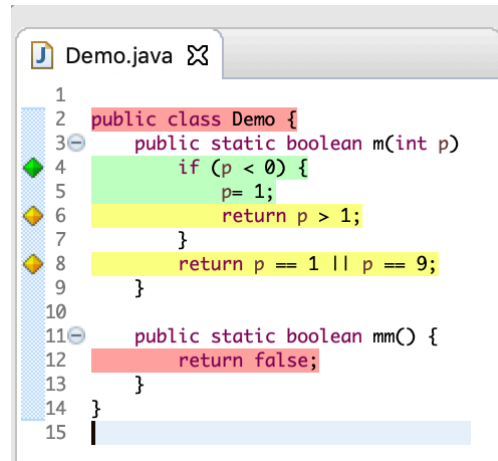 J Demo.java
1
2 public class Demo {
3 public static boolean m(int p)
4 if (p < 0) {
5 p= 1;
6 return p > 1;
7 }
8 return p == 1 || p == 9;
9 }
10
11 public static boolean mm() {
12 return false;
13 }
14 }
15